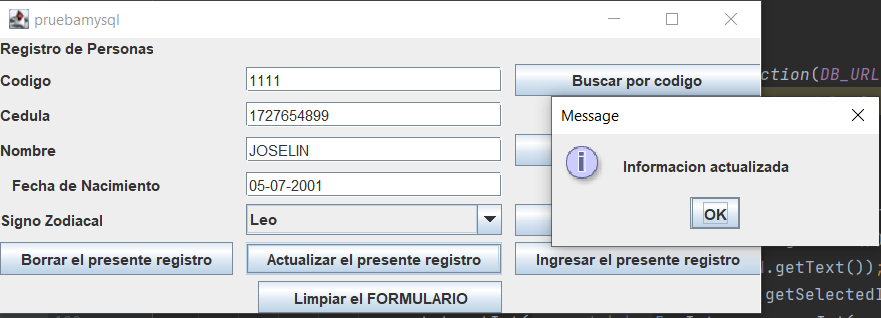 pruebamysql
Registro de Personas
Codigo
1111
Buscar por codigo
Cedula
1727654899
Nombre
JOSELIN
Fecha de Nacimiento
05-07-2001
Signo Zodiacal
Leo
Borrar el presente registro
Actualizar el presente registro
Ingresar el presente registro
Limpiar el FORMULARIO
Message
Informacion actualizada
OK
ction(DB_URL
.getText());
getSelectedI